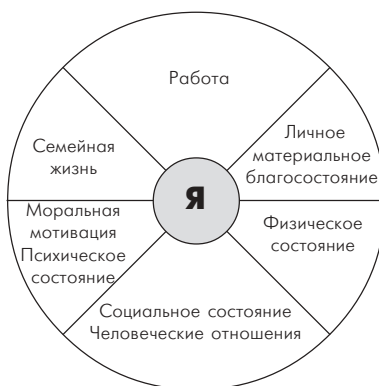 Работа
Семейная
жизнь
Личное
материальное
благосостояние
Я
Моральная
мотивация
Психическое
состояние
Физическое
состояние
Социальное состояние
Человеческие отношения